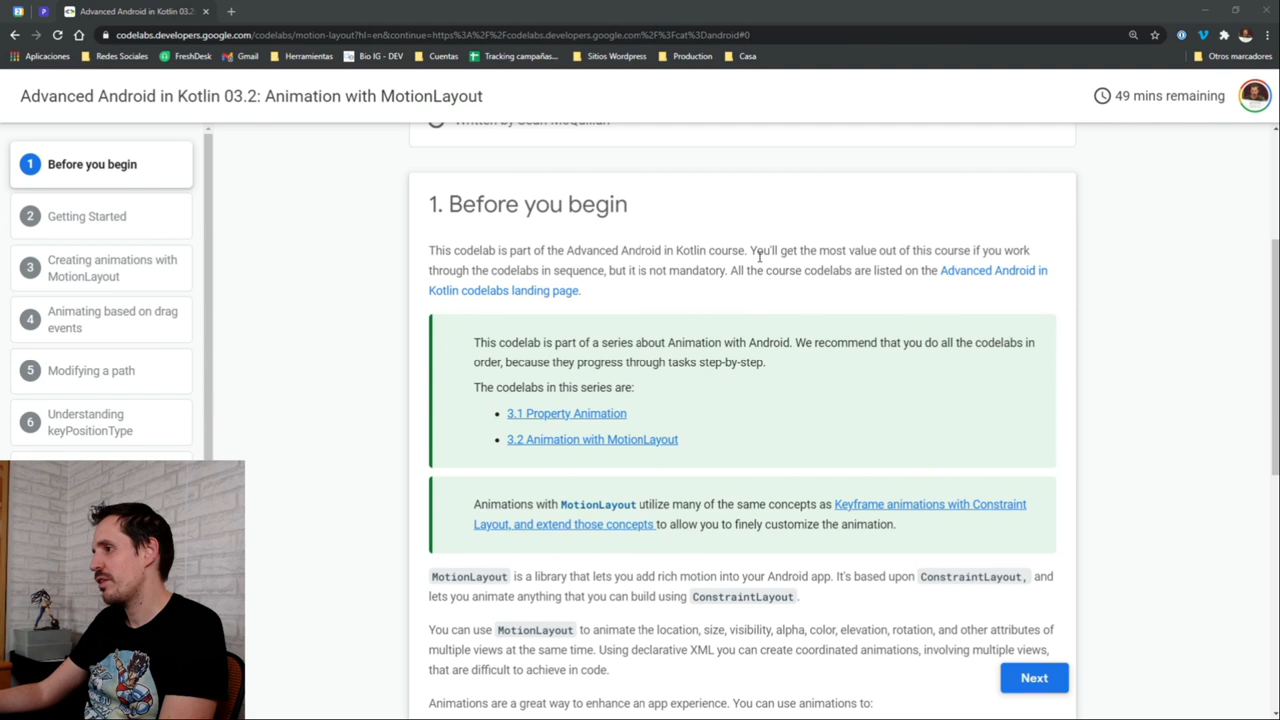 Advanced Android in Kotlin 03.2:
codelabs.developers.google.com/codelabs/motion-layout?hl=en&continue=https%3A%2F%2Fcodelabs.developers.google.com%2F%3Fcat%3Dandroid#0
Aplicaciones Redes Sociales FreshDesk Gmail Herramientas Bio IG - DEV Cuentas Tracking campañas... Sitios Wordpress Production Casa Otros marcadores
Advanced Android in Kotlin 03.2: Animation with MotionLayout 49 mins remaining
Written by Sean McQuillan
1 Before you begin
2 Getting Started
3 Creating animations with
MotionLayout
4 Animating based on drag
events
5 Modifying a path
6 Understanding
keyPositionType
1. Before you begin
This codelab is part of the Advanced Android in Kotlin course. You'll get the most value out of this course if you work
through the codelabs in sequence, but it is not mandatory. All the course codelabs are listed on the Advanced Android in
Kotlin codelabs landing page.
This codelab is part of a series about Animation with Android. We recommend that you do all the codelabs in
order, because they progress through tasks step-by-step.
The codelabs in this series are:
• 3.1 Property Animation
• 3.2 Animation with MotionLayout
Animations with MotionLayout utilize many of the same concepts as Keyframe animations with Constraint
Layout, and extend those concepts to allow you to finely customize the animation.
MotionLayout is a library that lets you add rich motion into your Android app. It's based upon ConstraintLayout, and
lets you animate anything that you can build using ConstraintLayout.
You can use MotionLayout to animate the location, size, visibility, alpha, color, elevation, rotation, and other attributes of
multiple views at the same time. Using declarative XML you can create coordinated animations, involving multiple views,
that are difficult to achieve in code.
Next
Animations are a great way to enhance an app experience. You can use animations to: